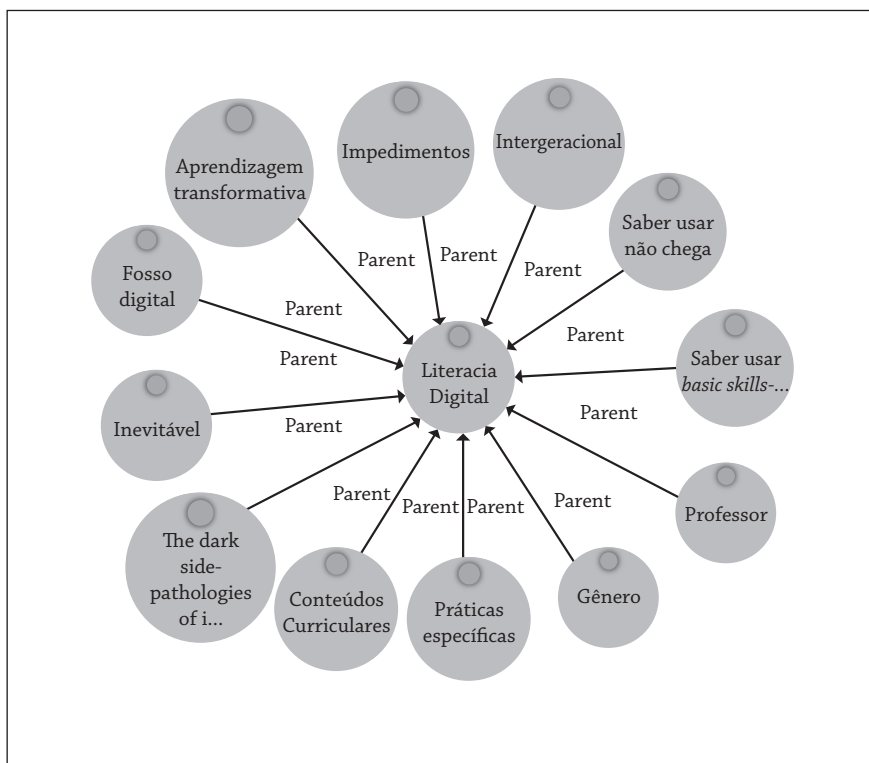 Aprendizagem
transformativa
Impedimentos
Intergeracional
Saber usar
não chega
Parent
Parent
Parent
Fosso
digital
Parent
Parent
Parent
Literacia
Digital
Saber usar
basic skills-...
Inevitável
Parent
Parent
Professor
Parent
Parent
Parent
Parent
The dark
side-
pathologies
of i...
Conteúdos
Curriculares
Práticas
específicas
Gênero